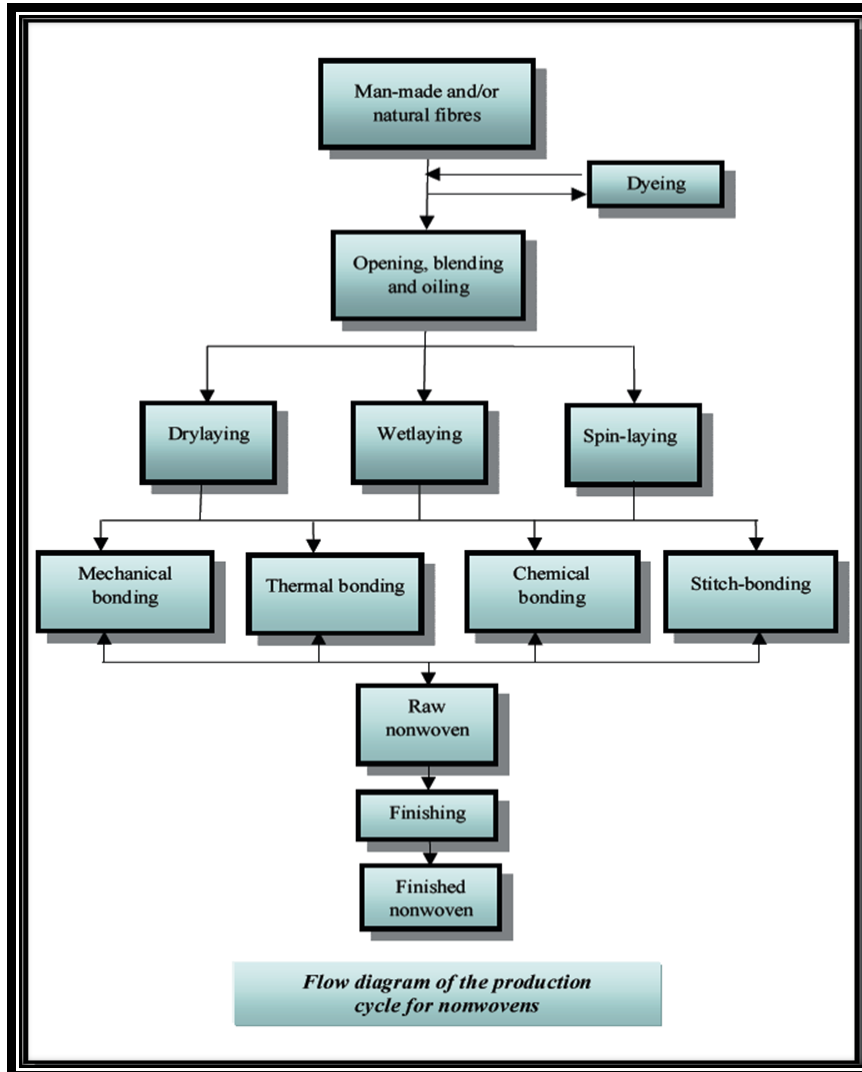 Man-made and/or
natural fibres
Dyeing
Opening, blending
and oiling
Drylaying
Wetlaying
Spin-laying
Mechanical
bonding
Thermal bonding
Chemical
bonding
Stitch-bonding
Raw
nonwoven
Finishing
Finished
nonwoven
Flow diagram of the production
cycle for nonwovens